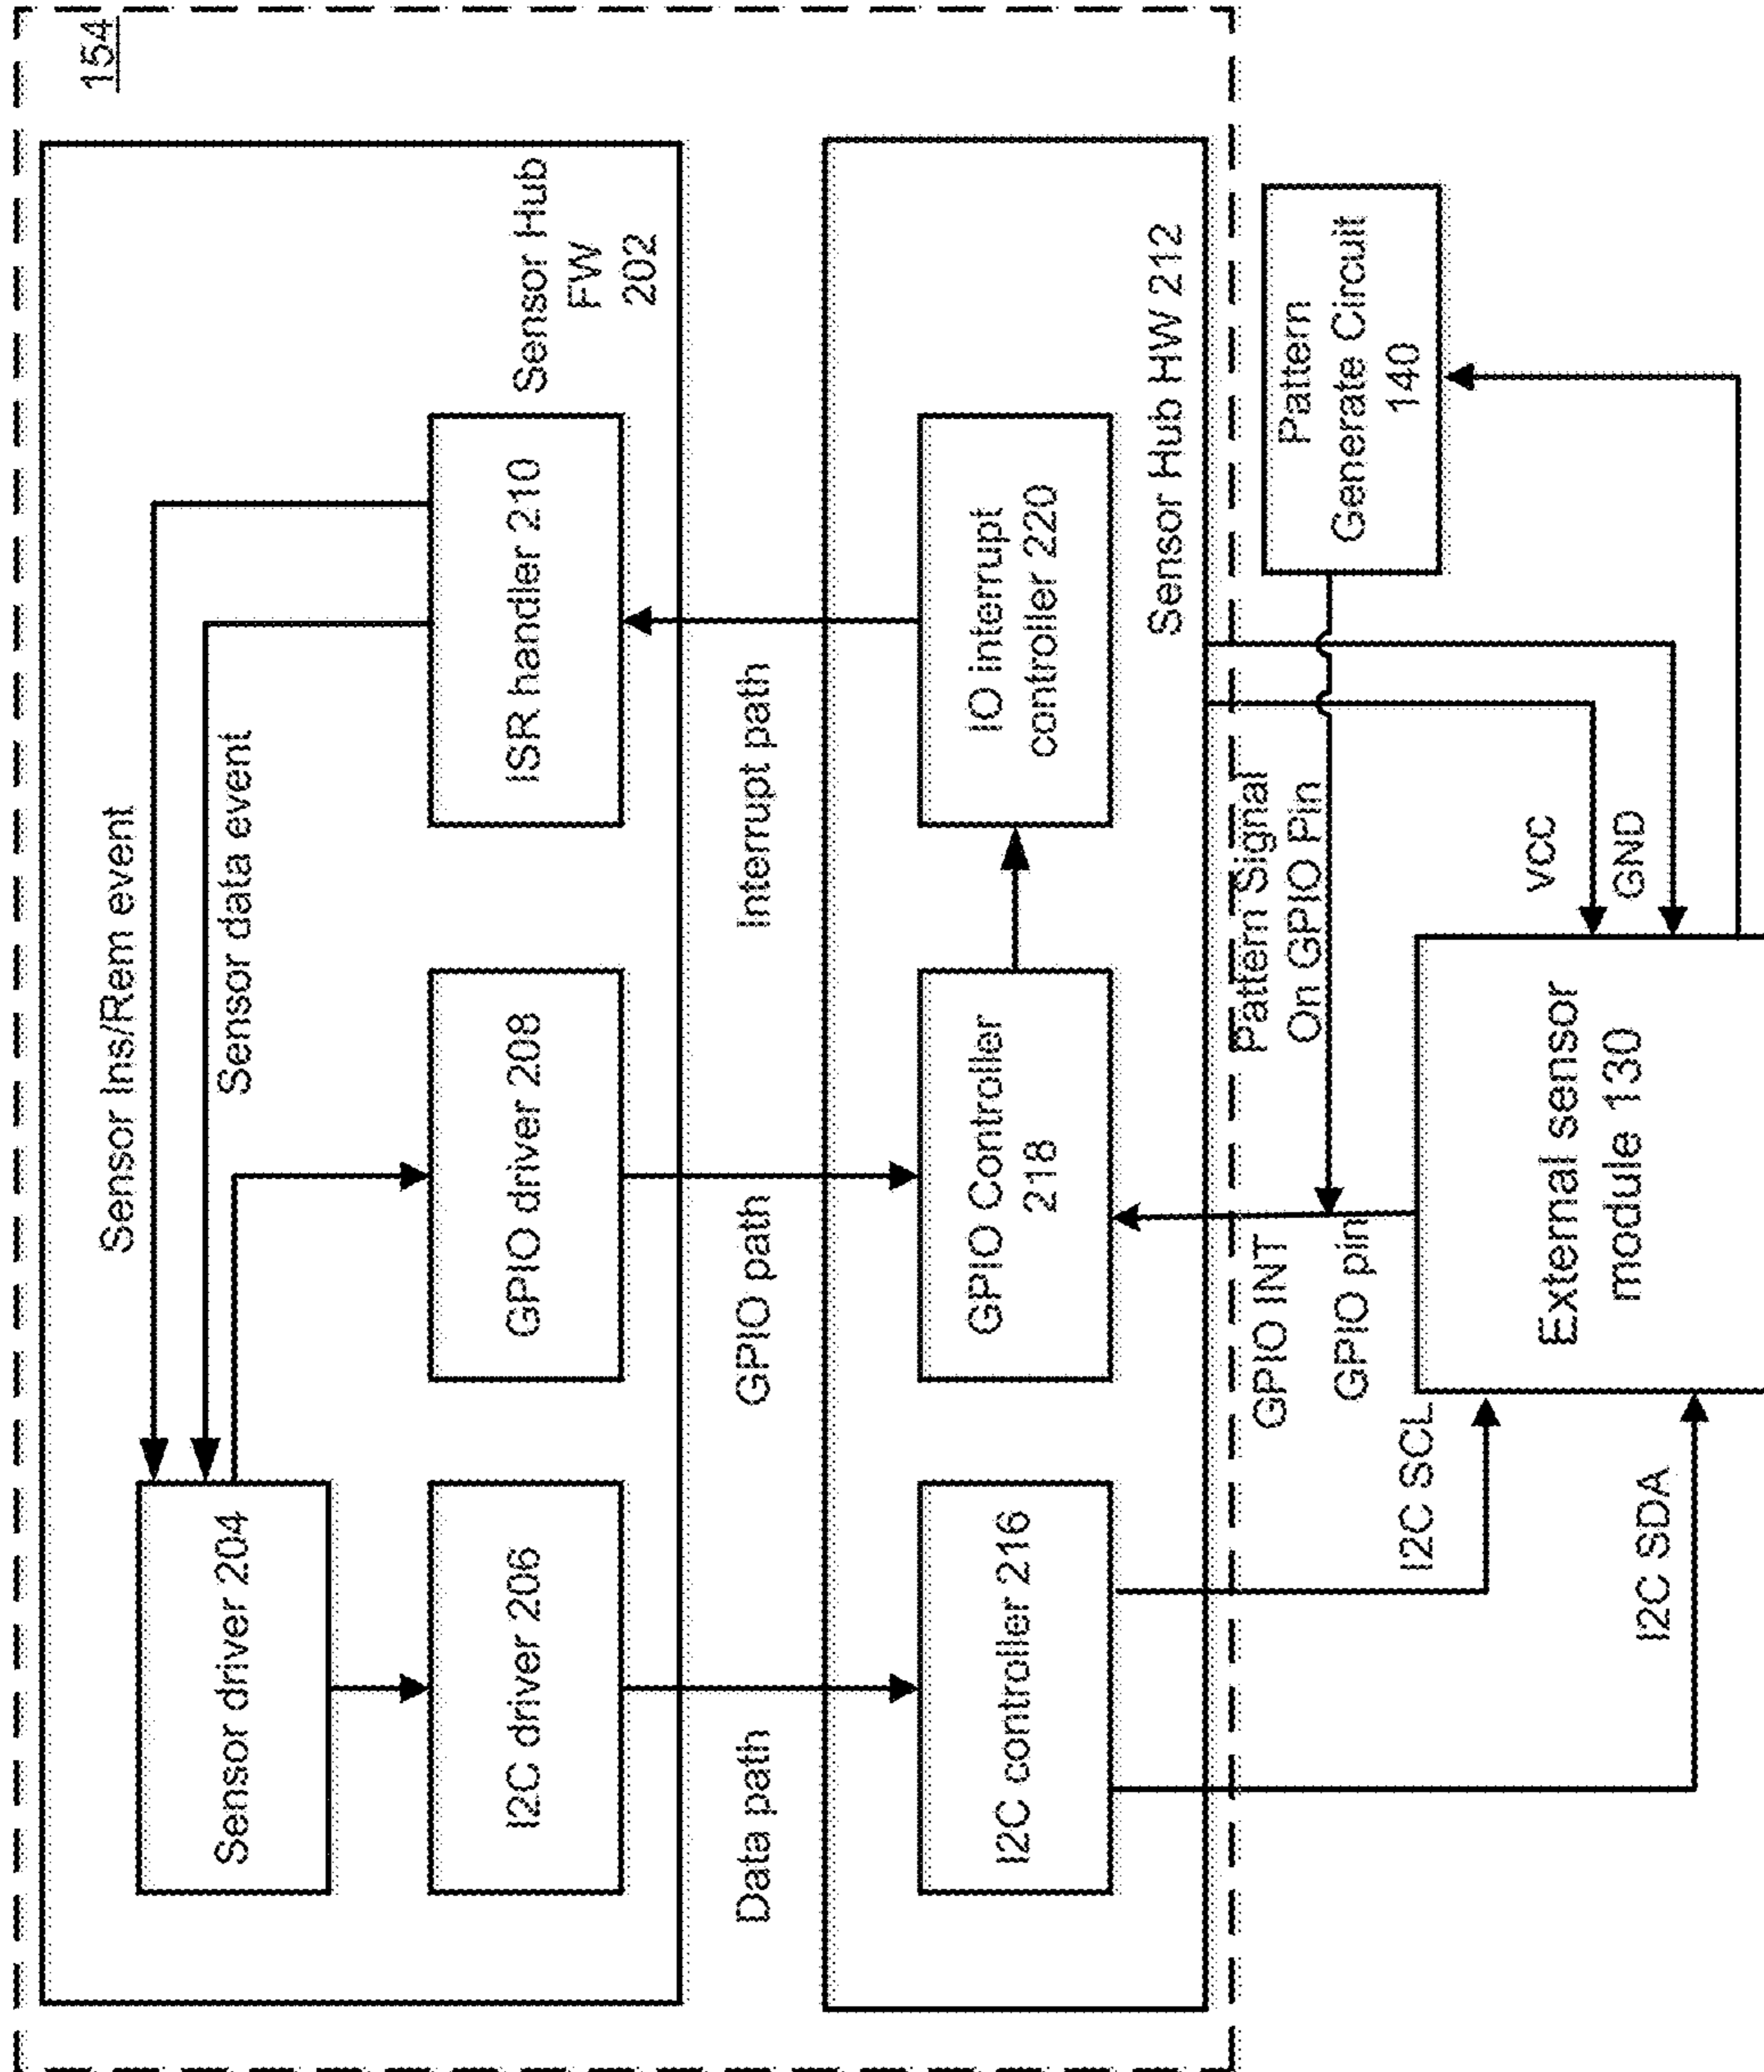 154
Sensor Ins/Rem event
Sensor data event
Sensor driver 204
I2C driver 206
GPIO driver 208
ISR handler 210
Sensor Hub
FW
202
Data path
GPIO path
Interrupt path
I2C controller 216
GPIO Controller
218
IO interrupt
controller 220
Sensor Hub HW 212
Pattern Signal
On GPIO Pin
GPIO INT
GPIO pin
Pattern
Generate Circuit
140
I2C SCL
I2C SDA
VCC
GND
External sensor
module 130